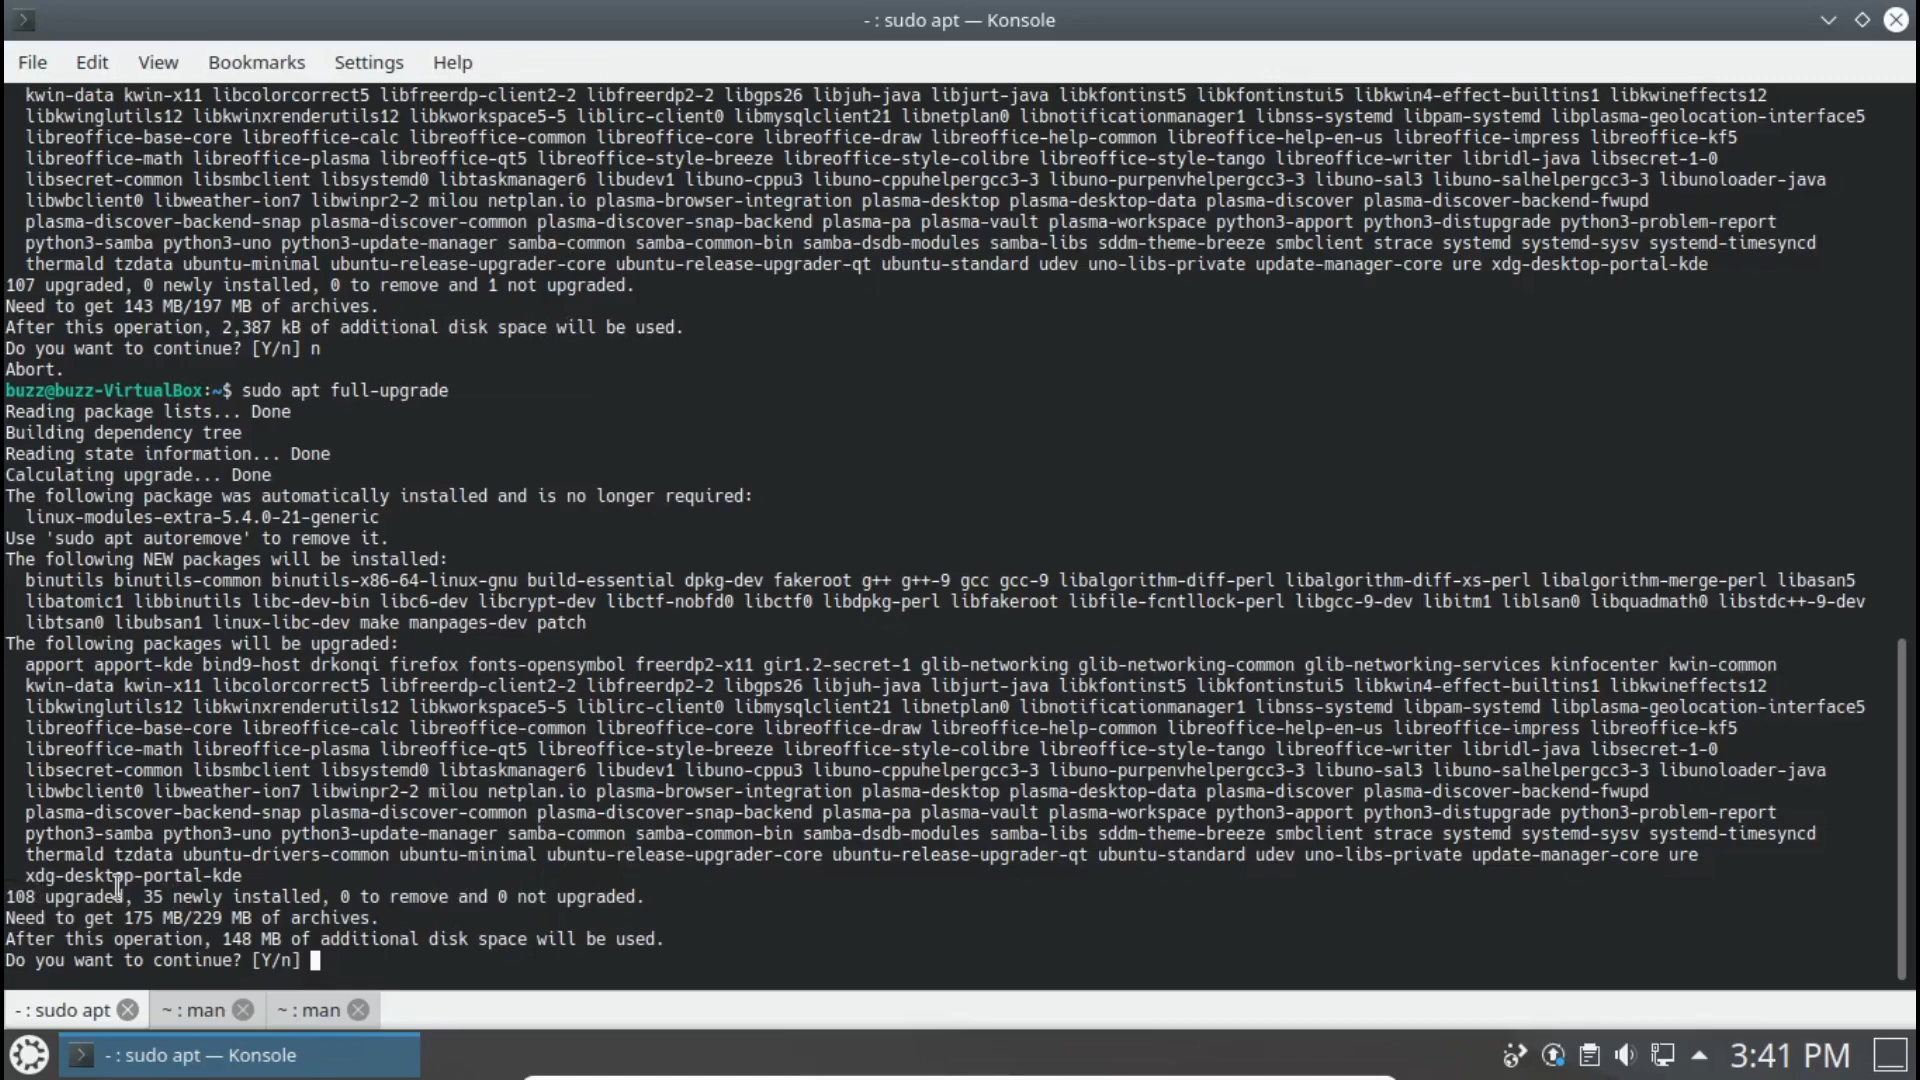 - : sudo apt — Konsole
File Edit View Bookmarks Settings Help
kwin-data kwin-x11 libcolorcorrect5 libfreerdp-client2-2 libfreerdp2-2 libgps26 libjuh-java libjurt-java libkfontinst5 libkfontinstui5 libkwin4-effect-builtins1 libkwineffects12
libkwinglutils12 libkwinxrenderutils12 libkworkspace5-5 liblirc-client0 libmysqlclient21 libnetplan0 libnotificationmanager1 libnss-systemd libpam-systemd libplasma-geolocation-interface5
libreoffice-base-core libreoffice-calc libreoffice-common libreoffice-core libreoffice-draw libreoffice-help-common libreoffice-help-en-us libreoffice-impress libreoffice-kf5
libreoffice-math libreoffice-plasma libreoffice-qt5 libreoffice-style-breeze libreoffice-style-colibre libreoffice-style-tango libreoffice-writer libridl-java libsecret-1-0
libsecret-common libsmbclient libsystemd0 libtaskmanager6 libudev1 libuno-cppu3 libuno-cppuhelpergcc3-3 libuno-purpenvhelpergcc3-3 libuno-sal3 libuno-salhelpergcc3-3 libunoloader-java
libwbclient0 libweather-ion7 libwinpr2-2 milou netplan.io plasma-browser-integration plasma-desktop plasma-desktop-data plasma-discover plasma-discover-backend-fwupd
plasma-discover-backend-snap plasma-discover-common plasma-discover-snap-backend plasma-pa plasma-vault plasma-workspace python3-apport python3-distupgrade python3-problem-report
python3-samba python3-uno python3-update-manager samba-common samba-common-bin samba-dsdb-modules samba-libs sddm-theme-breeze smbclient strace systemd systemd-sysv systemd-timesyncd
thermald tzdata ubuntu-minimal ubuntu-release-upgrader-core ubuntu-release-upgrader-qt ubuntu-standard udev uno-libs-private update-manager-core ure xdg-desktop-portal-kde
107 upgraded, 0 newly installed, 0 to remove and 1 not upgraded.
Need to get 143 MB/197 MB of archives.
After this operation, 2,387 kB of additional disk space will be used.
Do you want to continue? [Y/n] n
Abort.
buzz@buzz-VirtualBox:~$ sudo apt full-upgrade
Reading package lists... Done
Building dependency tree
Reading state information... Done
Calculating upgrade... Done
The following package was automatically installed and is no longer required:
linux-modules-extra-5.4.0-21-generic
Use 'sudo apt autoremove' to remove it.
The following NEW packages will be installed:
binutils binutils-common binutils-x86-64-linux-gnu build-essential dpkg-dev fakeroot g++ g++-9 gcc gcc-9 libalgorithm-diff-perl libalgorithm-diff-xs-perl libalgorithm-merge-perl libasan5
libatomic1 libbinutils libc-dev-bin libc6-dev libcrypt-dev libctf-nobfd0 libctf0 libdpkg-perl libfakeroot libfile-fcntllock-perl libgcc-9-dev libitm1 liblsan0 libquadmath0 libstdc++-9-dev
libtsan0 libubsan1 linux-libc-dev make manpages-dev patch
The following packages will be upgraded:
apport apport-kde bind9-host drkonqi firefox fonts-opensymbol freerdp2-x11 gir1.2-secret-1 glib-networking glib-networking-common glib-networking-services kinfocenter kwin-common
kwin-data kwin-x11 libcolorcorrect5 libfreerdp-client2-2 libfreerdp2-2 libgps26 libjuh-java libjurt-java libkfontinst5 libkfontinstui5 libkwin4-effect-builtins1 libkwineffects12
libkwinglutils12 libkwinxrenderutils12 libkworkspace5-5 liblirc-client0 libmysqlclient21 libnetplan0 libnotificationmanager1 libnss-systemd libpam-systemd libplasma-geolocation-interface5
libreoffice-base-core libreoffice-calc libreoffice-common libreoffice-core libreoffice-draw libreoffice-help-common libreoffice-help-en-us libreoffice-impress libreoffice-kf5
libreoffice-math libreoffice-plasma libreoffice-qt5 libreoffice-style-breeze libreoffice-style-colibre libreoffice-style-tango libreoffice-writer libridl-java libsecret-1-0
libsecret-common libsmbclient libsystemd0 libtaskmanager6 libudev1 libuno-cppu3 libuno-cppuhelpergcc3-3 libuno-purpenvhelpergcc3-3 libuno-sal3 libuno-salhelpergcc3-3 libunoloader-java
libwbclient0 libweather-ion7 libwinpr2-2 milou netplan.io plasma-browser-integration plasma-desktop plasma-desktop-data plasma-discover plasma-discover-backend-fwupd
plasma-discover-backend-snap plasma-discover-common plasma-discover-snap-backend plasma-pa plasma-vault plasma-workspace python3-apport python3-distupgrade python3-problem-report
python3-samba python3-uno python3-update-manager samba-common samba-common-bin samba-dsdb-modules samba-libs sddm-theme-breeze smbclient strace systemd systemd-sysv systemd-timesyncd
thermald tzdata ubuntu-drivers-common ubuntu-minimal ubuntu-release-upgrader-core ubuntu-release-upgrader-qt ubuntu-standard udev uno-libs-private update-manager-core ure
xdg-desktop-portal-kde
108 upgraded, 35 newly installed, 0 to remove and 0 not upgraded.
Need to get 175 MB/229 MB of archives.
After this operation, 148 MB of additional disk space will be used.
Do you want to continue? [Y/n]
- : sudo apt ~ : man ~ : man
- : sudo apt — Konsole 3:41 PM